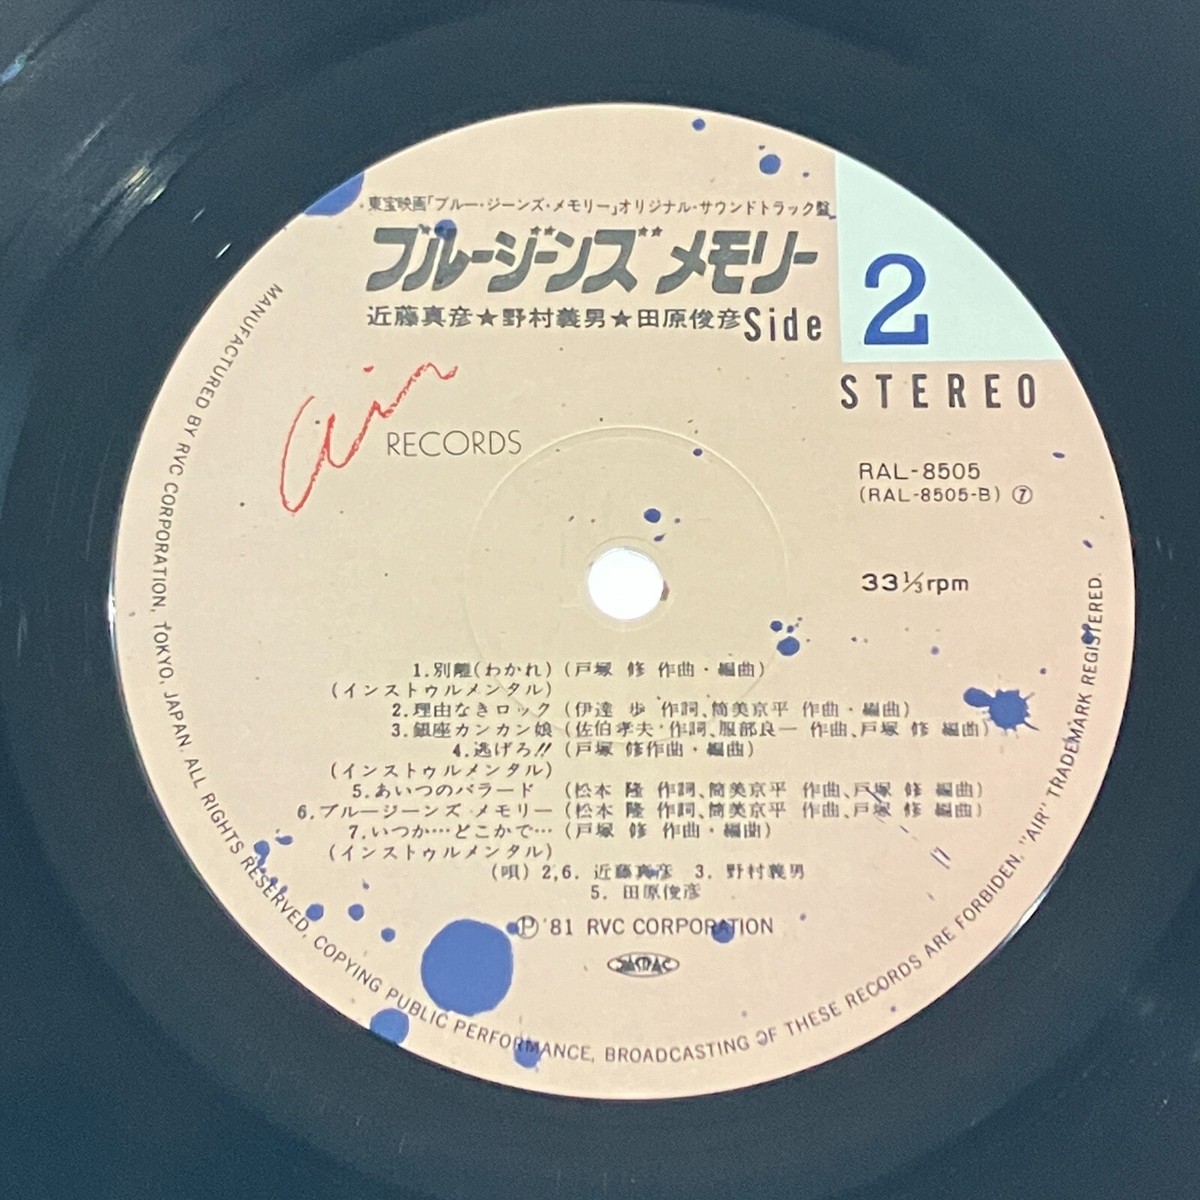 東宝映画「ブルー・ジーンズ・メモリー」オリジナル・サウンドトラック盤
ブルージーンズ メモリー
近藤真彦★野村義男★田原俊彦
Side 2
STEREO
air RECORDS
RAL-8505
(RAL-8505-B) ⑦
33⅓rpm
1.別離(わかれ) (戸塚 修 作曲・編曲)
(インストゥルメンタル)
2.理由なきロック (伊達 歩 作詞、筒美京平 作曲・編曲)
3.銀座カンカン娘 (佐伯孝夫 作詞、服部良一 作曲、戸塚 修 編曲)
4.逃げろ!! (戸塚 修作曲・編曲)
(インストゥルメンタル)
5.あいつのバラード (松本 隆 作詞、筒美京平 作曲、戸塚 修 編曲)
6.ブルージーンズ メモリー (松本 隆 作詞、筒美京平 作曲、戸塚 修 編曲)
7.いつか…どこかで… (戸塚 修 作曲・編曲)
(インストゥルメンタル)
(唄) 2,6. 近藤真彦 3. 野村義男
5. 田原俊彦
Ⓟ '81 RVC CORPORATION
JASRAC
MANUFACTURED BY RVC CORPORATION, TOKYO, JAPAN ALL RIGHTS RESERVED, COPYING PUBLIC PERFORMANCE, BROADCASTING OF THESE RECORDS ARE FORBIDEN. "AIR" TRADEMARK REGISTERED.